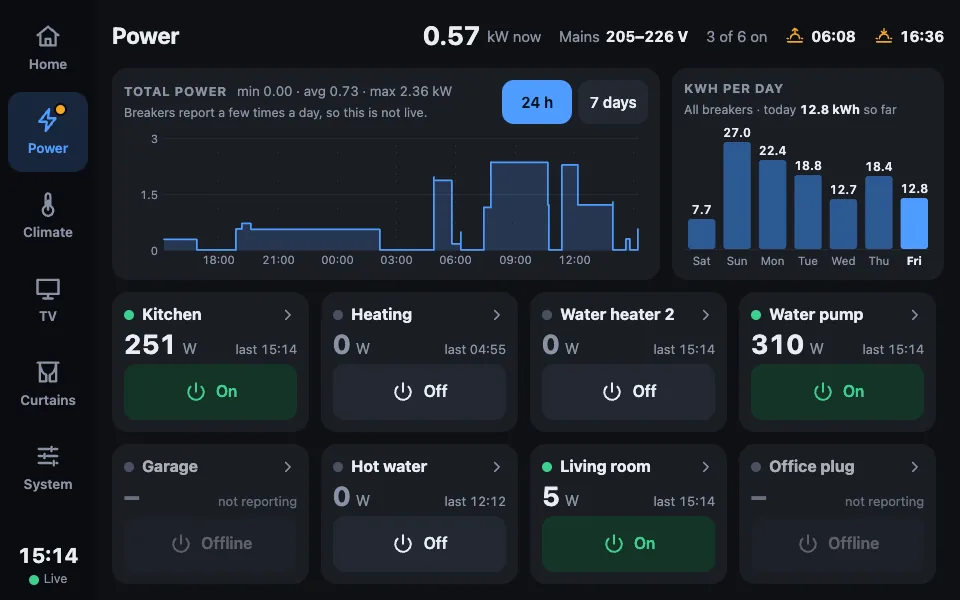 Home
Power
Climate
TV
Curtains
System
15:14
Live
Power
0.57 kW now Mains 205–226 V 3 of 6 on 06:08 16:36
TOTAL POWER min 0.00 · avg 0.73 · max 2.36 kW
Breakers report a few times a day, so this is not live.
24 h 7 days
3
1.5
0
18:00 21:00 00:00 03:00 06:00 09:00 12:00
KWH PER DAY
All breakers · today 12.8 kWh so far
7.7 27.0 22.4 18.8 12.7 18.4 12.8
Sat Sun Mon Tue Wed Thu Fri
Kitchen
251 W last 15:14
On
Heating
0 W last 04:55
Off
Water heater 2
0 W last 15:14
Off
Water pump
310 W last 15:14
On
Garage
– not reporting
Offline
Hot water
0 W last 12:12
Off
Living room
5 W last 15:14
On
Office plug
– not reporting
Offline